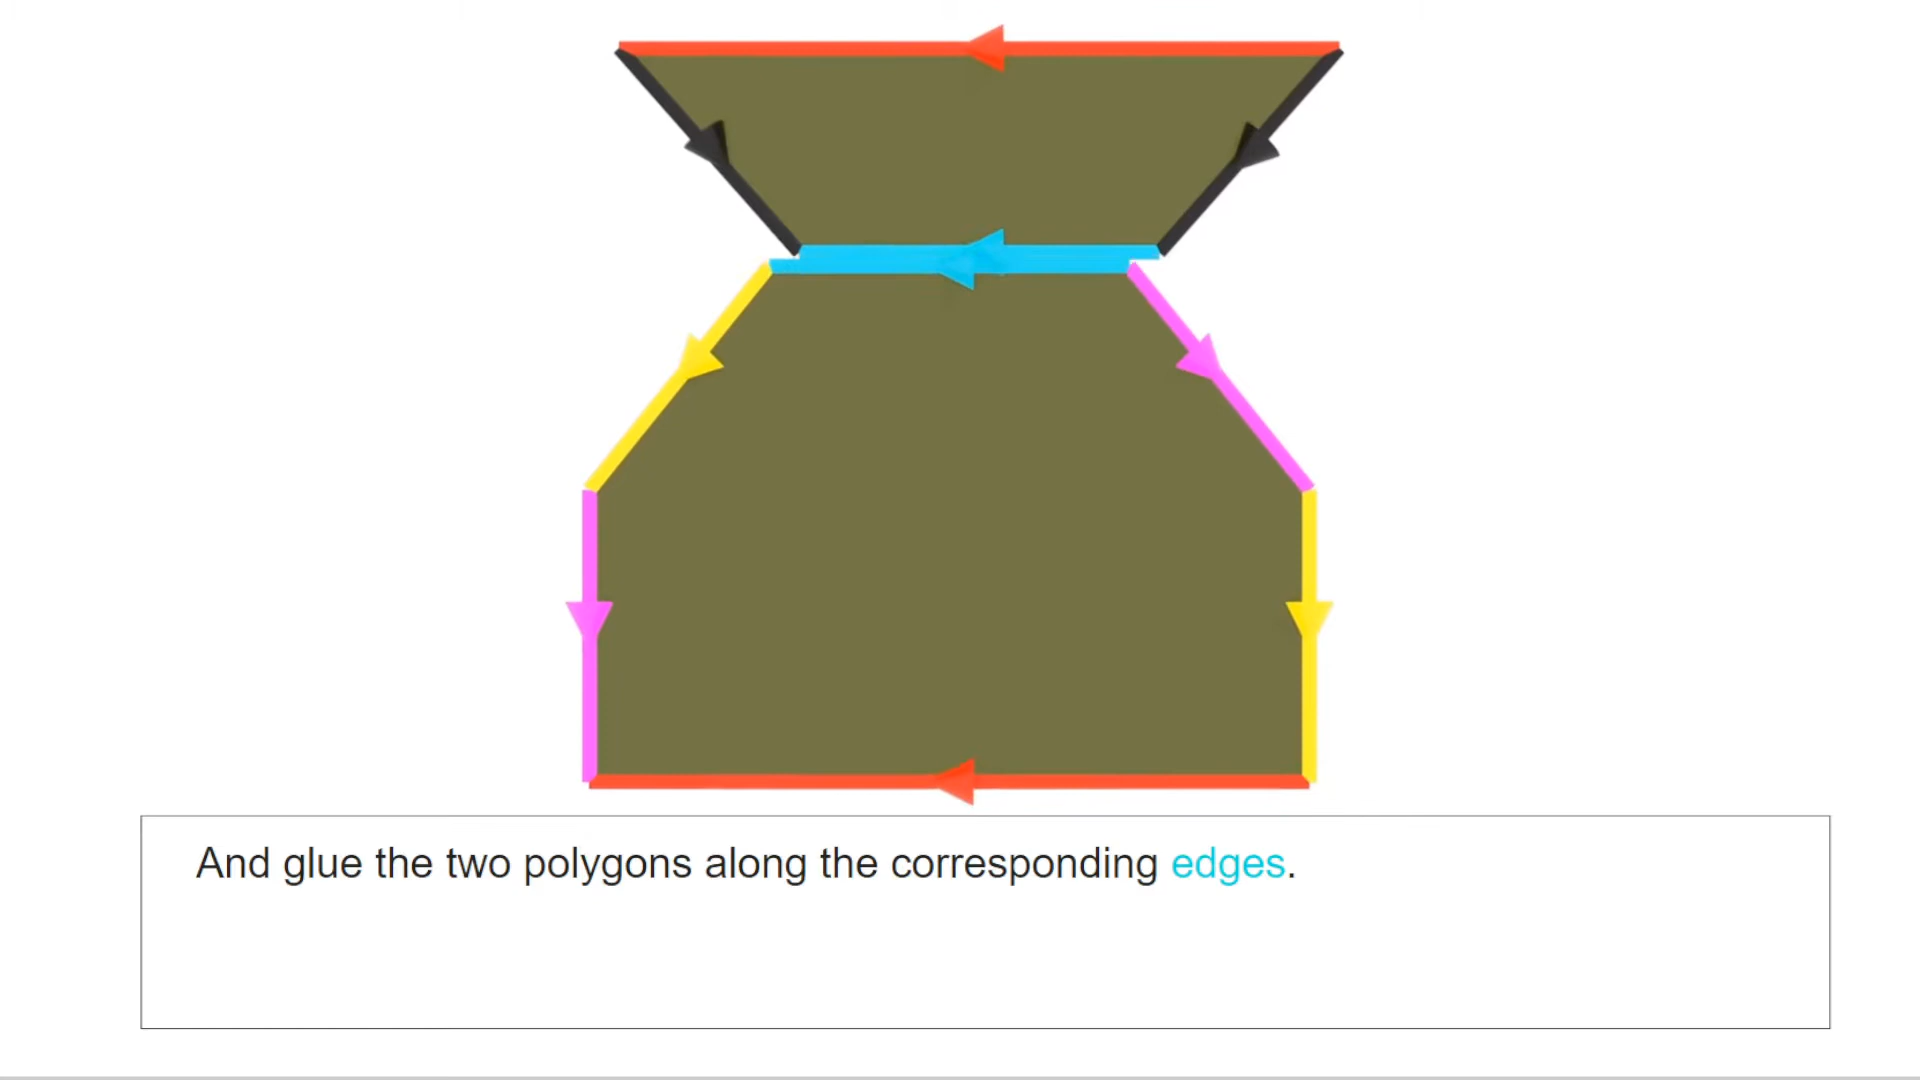 And glue the two polygons along the corresponding edges.